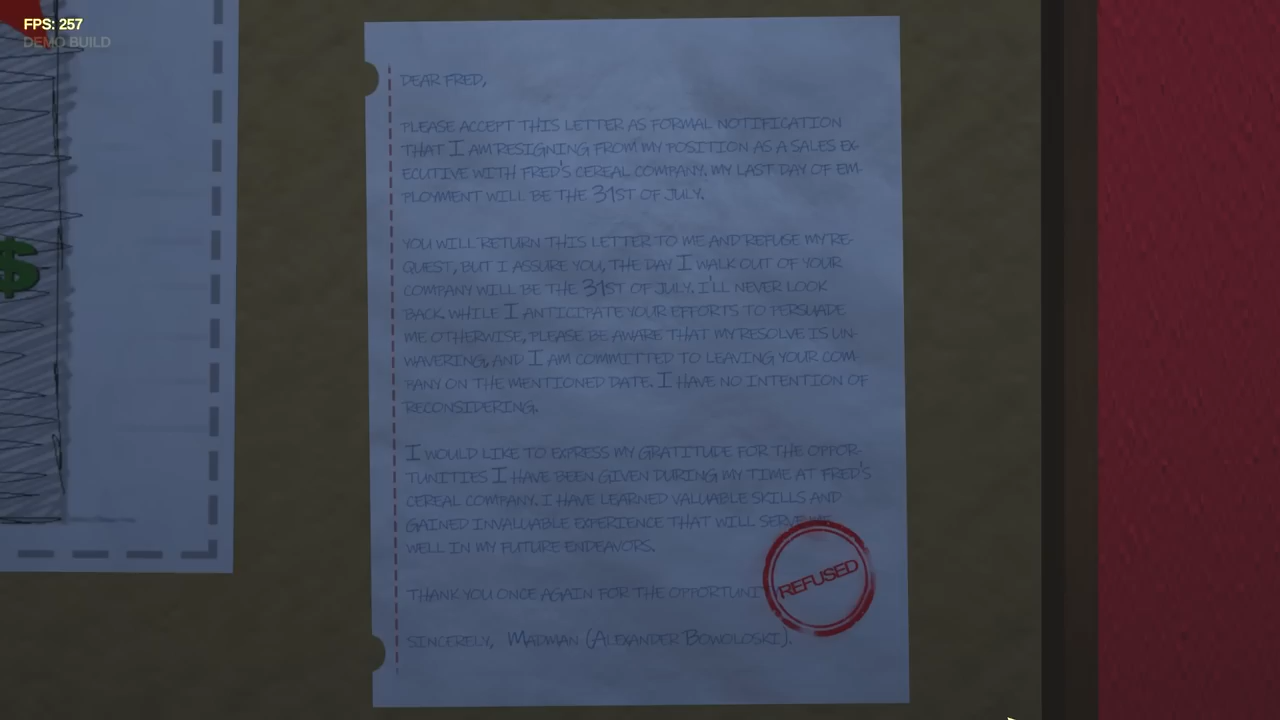 FPS: 257
DEMO BUILD
DEAR FRED,
PLEASE ACCEPT THIS LETTER AS FORMAL NOTIFICATION
THAT I AM RESIGNING FROM MY POSITION AS A SALES EX-
ECUTIVE WITH FRED'S CEREAL COMPANY. MY LAST DAY OF EM-
PLOYMENT WILL BE THE 31ST OF JULY.
YOU WILL RETURN THIS LETTER TO ME AND REFUSE MY RE-
QUEST, BUT I ASSURE YOU, THE DAY I WALK OUT OF YOUR
COMPANY WILL BE THE 31ST OF JULY. I'LL NEVER LOOK
BACK. WHILE I ANTICIPATE YOUR EFFORTS TO PERSUADE
ME OTHERWISE, PLEASE BE AWARE THAT MY RESOLVE IS UN-
WAVERING, AND I AM COMMITTED TO LEAVING YOUR COM-
PANY ON THE MENTIONED DATE. I HAVE NO INTENTION OF
RECONSIDERING.
I WOULD LIKE TO EXPRESS MY GRATITUDE FOR THE OPPOR-
TUNITIES I HAVE BEEN GIVEN DURING MY TIME AT FRED'S
CEREAL COMPANY. I HAVE LEARNED VALUABLE SKILLS AND
GAINED INVALUABLE EXPERIENCE THAT WILL SERVE ME
WELL IN MY FUTURE ENDEAVORS.
THANK YOU ONCE AGAIN FOR THE OPPORTUNIT
REFUSED
SINCERELY, MADMAN (ALEXANDER BOWOLOSKI).
$